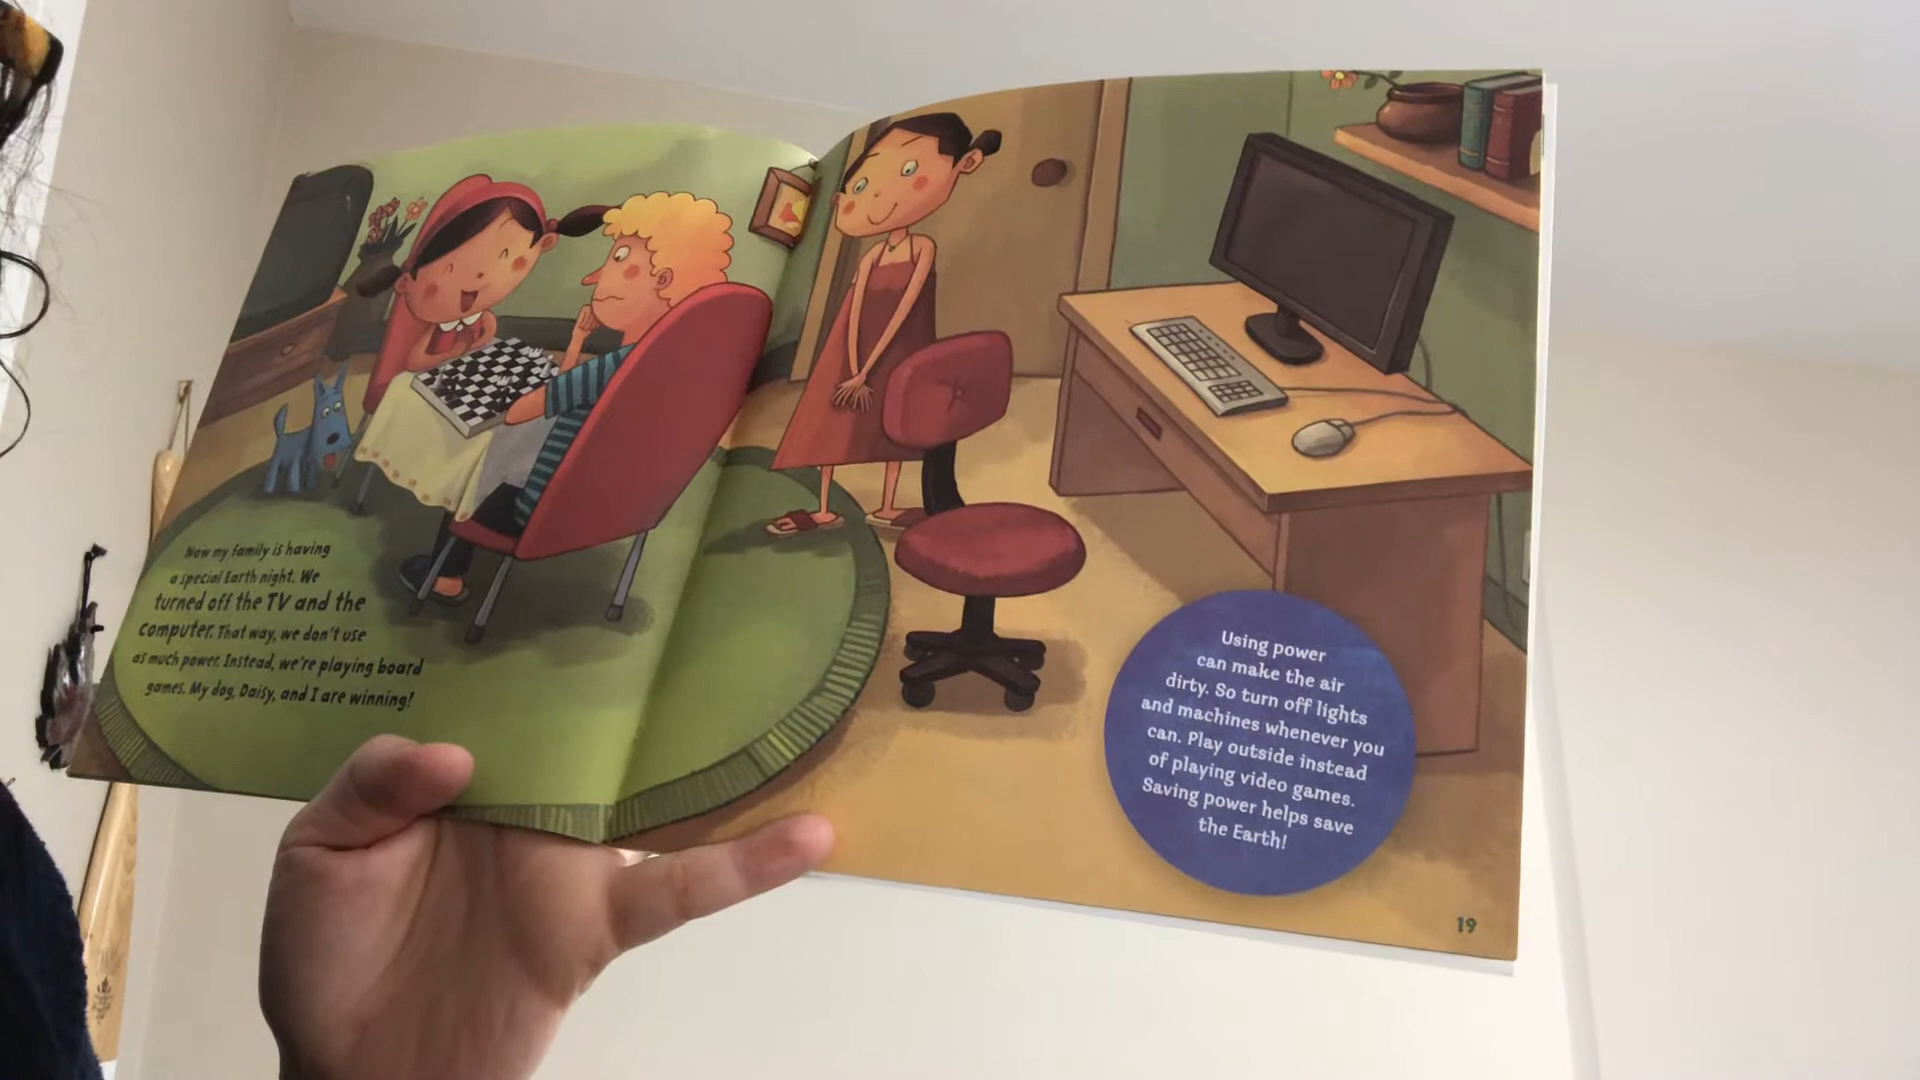 Now my family is having
a special Earth night. We
turned off the TV and the
computer. That way, we don't use
as much power. Instead, we're playing board
games. My dog, Daisy, and I are winning!
Using power
can make the air
dirty. So turn off lights
and machines whenever you
can. Play outside instead
of playing video games.
Saving power helps save
the Earth!
19